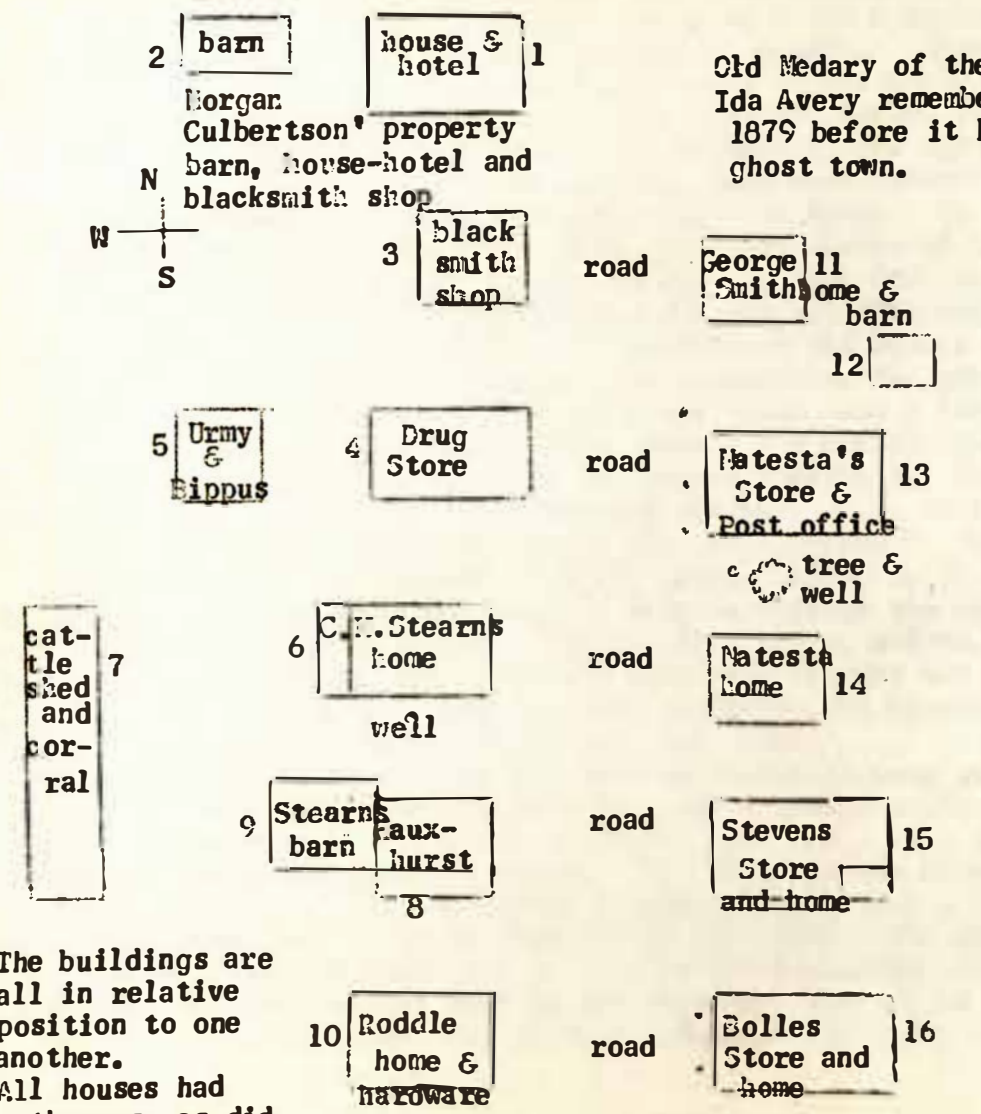 2
barn
house &
hotel
1
Old Medary of the
Ida Avery remembe
1879 before it
ghost town.
Morgan
Culbertson' property
barn, house-hotel and
blacksmith shop
N
W
S
3
black
smith
shop
road
George
Smith
11
home &
barn
12
5
Urmy
&
Bippus
4
Drug
Store
road
Natesta's
Store &
Post office
13
tree &
well
cat-
tle
shed
and
cor-
ral
7
6
C.H.Stearns
home
well
road
Natesta
home
14
9
Stearns
barn
Haux-
hurst
8
road
Stevens
Store
and home
15
The buildings are
all in relative
position to one
another.
All houses had
as did
10
Roddle
home &
hardware
road
Bolles
Store and
home
16